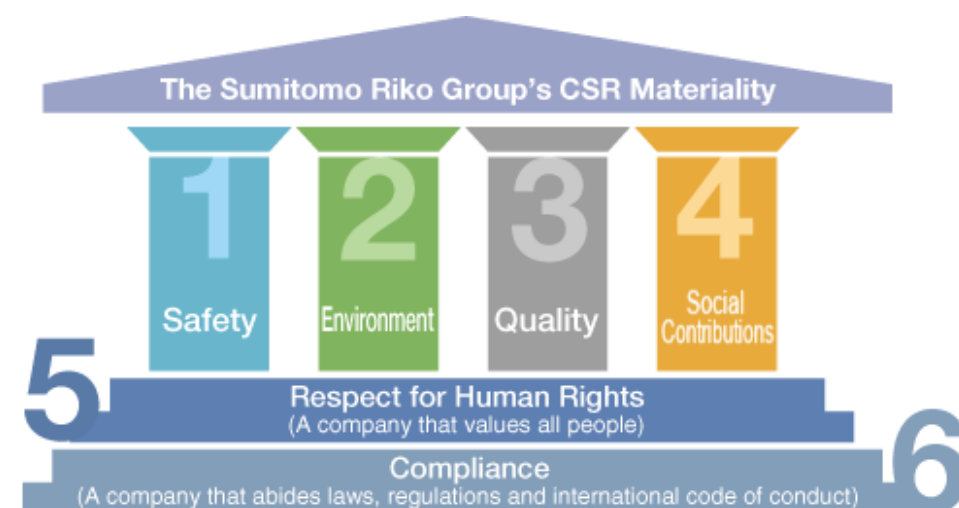 The Sumitomo Riko Group's CSR Materiality
1
2
3
4
Safety
Environment
Quality
Social
Contributions
5
Respect for Human Rights
(A company that values all people)
6
Compliance
(A company that abides laws, regulations and international code of conduct)